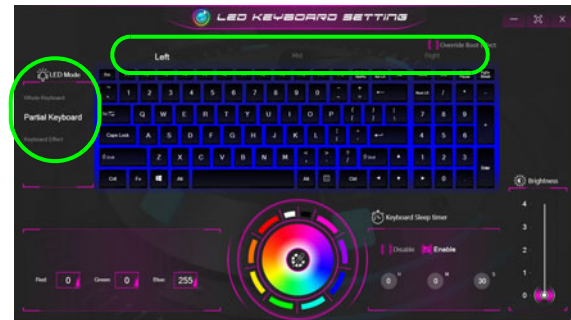 LED KEYBOARD SETTING
Override Boot Effect
Left
Mid
Right
LED Mode
Whole Keyboard
Partial Keyboard
Keyboard Effect
Esc
1 2 3 4 5 6 7 8 9 0 - + ← Num LK / * -
Q W E R T Y U I O P 7 8 9 +
Caps Lock A S D F G H J K L 4 5 6
Shift Z X C V B N M Shift 1 2 3 Enter
Ctrl Fn Alt Alt Ctrl 0
Brightness
4
3
2
1
0
Keyboard Sleep timer
Disable Enable
0 H 0 M 30 S
Red 0 Green 0 Blue 255